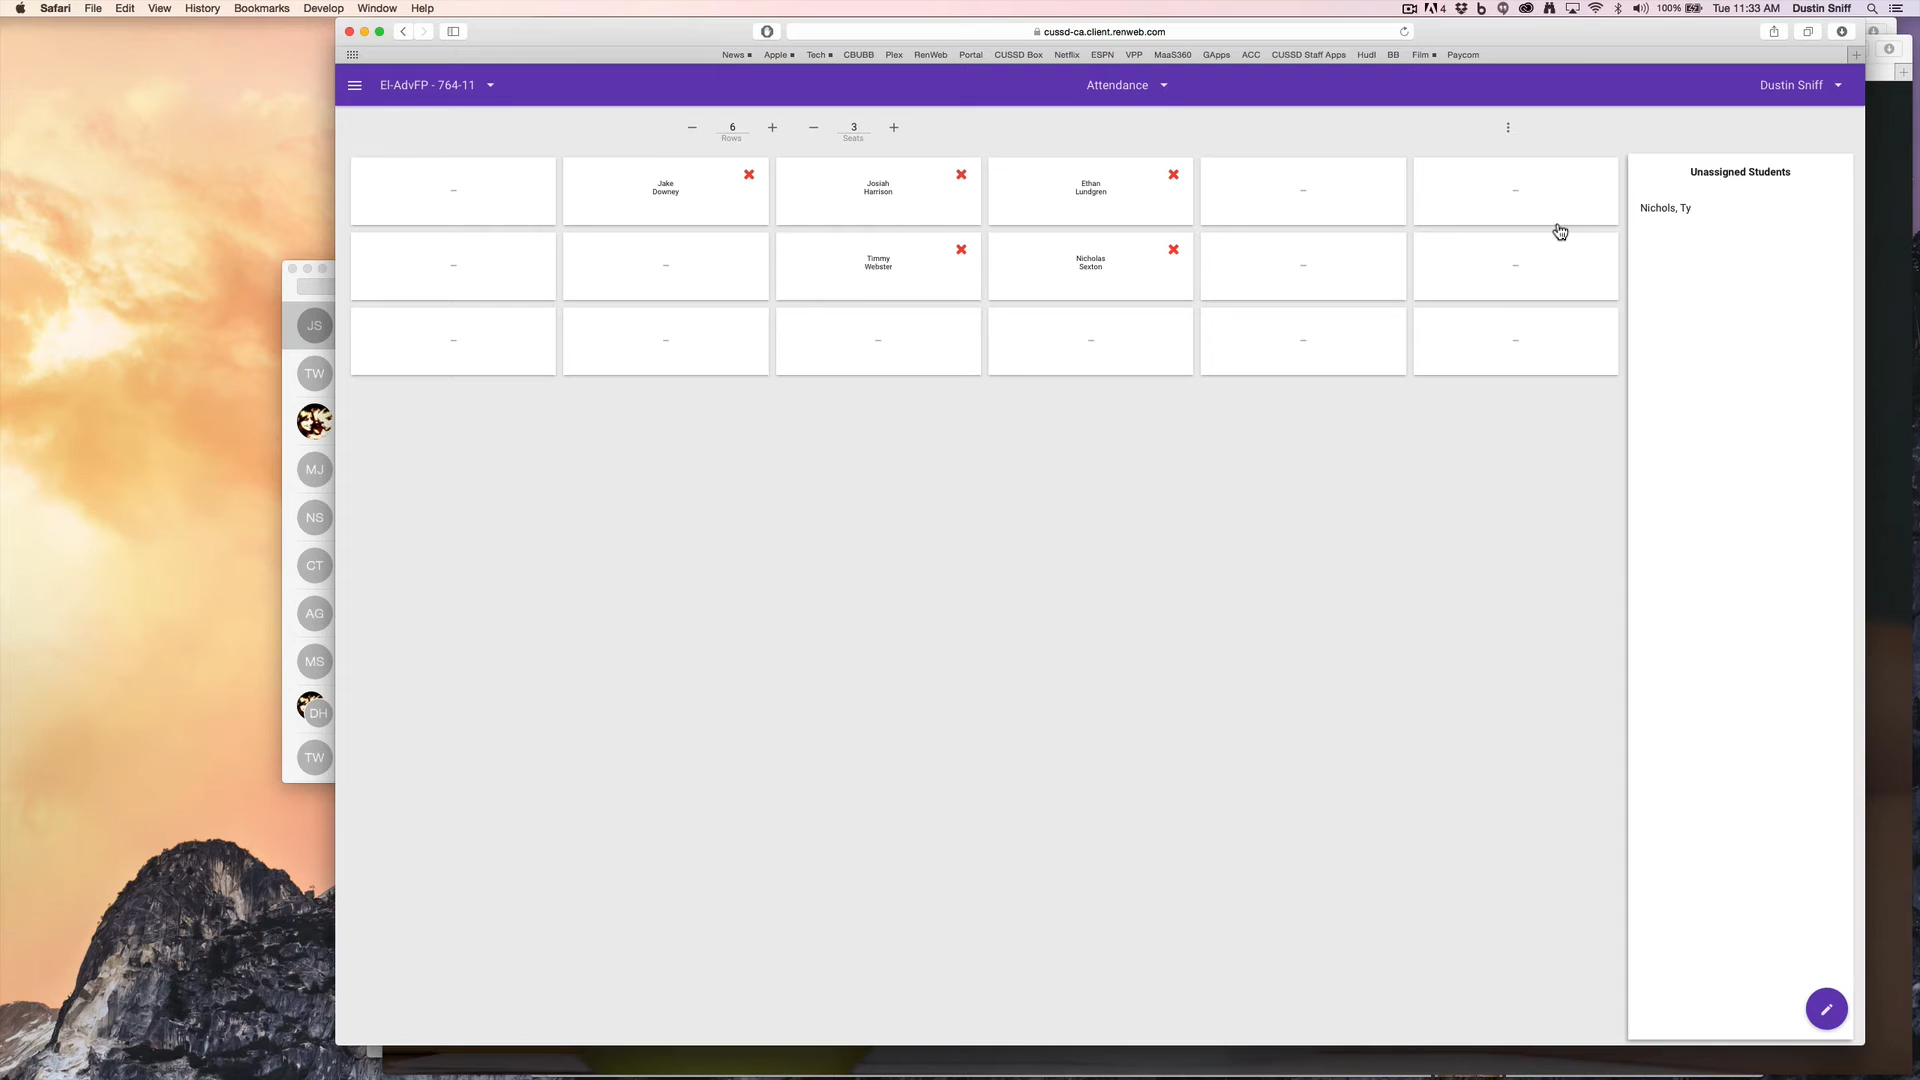 Safari File Edit View History Bookmarks Develop Window Help 4 100% Tue 11:33 AM Dustin Sniff
cussd-ca.client.renweb.com
News Apple Tech CBUBB Plex RenWeb Portal CUSSD Box Netflix ESPN VPP MaaS360 GApps ACC CUSSD Staff Apps Hudl BB Film Paycom
El-AdvFP - 764-11 Attendance Dustin Sniff
6 3
Rows Seats
Jake
Downey
Josiah
Harrison
Ethan
Lundgren
Timmy
Webster
Nicholas
Sexton
Unassigned Students
Nichols, Ty
JS
TW
MJ
NS
CT
AG
MS
DH
TW